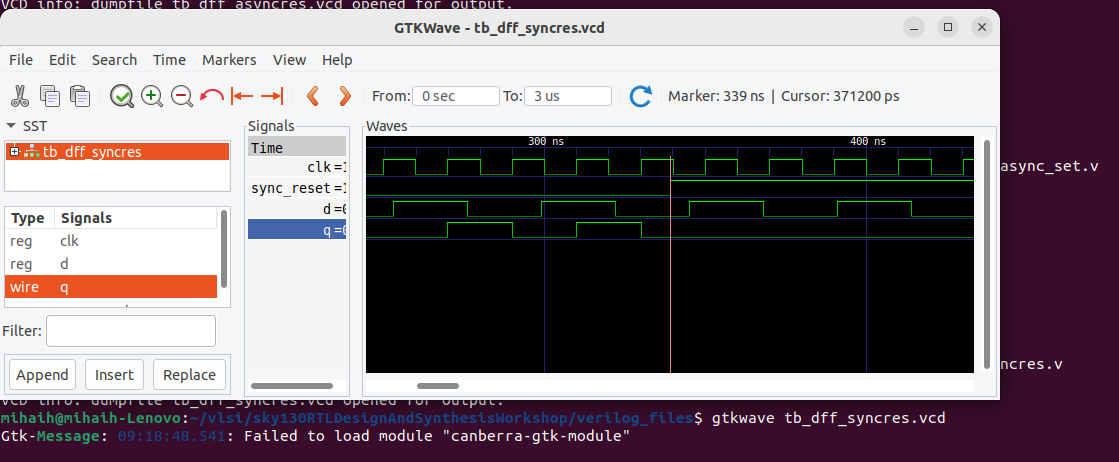 VCD info: dumpfile tb_dff_asyncres.vcd opened for output.
GTKWave - tb_dff_syncres.vcd
File Edit Search Time Markers View Help
From: 0 sec To: 3 us Marker: 339 ns | Cursor: 371200 ps
SST
tb_dff_syncres
Type Signals
reg clk
reg d
wire q
Filter:
Append Insert Replace
Signals
Time
clk =1
sync_reset =1
d =0
q =0
Waves
300 ns 400 ns
async_set.v
ncres.v
VCD info: dumpfile tb_dff_syncres.vcd opened for output.
mihaih@mihaih-Lenovo:~/vlsi/sky130RTLDesignAndSynthesisWorkshop/verilog_files$ gtkwave tb_dff_syncres.vcd
Gtk-Message: 09:18:48.541: Failed to load module "canberra-gtk-module"